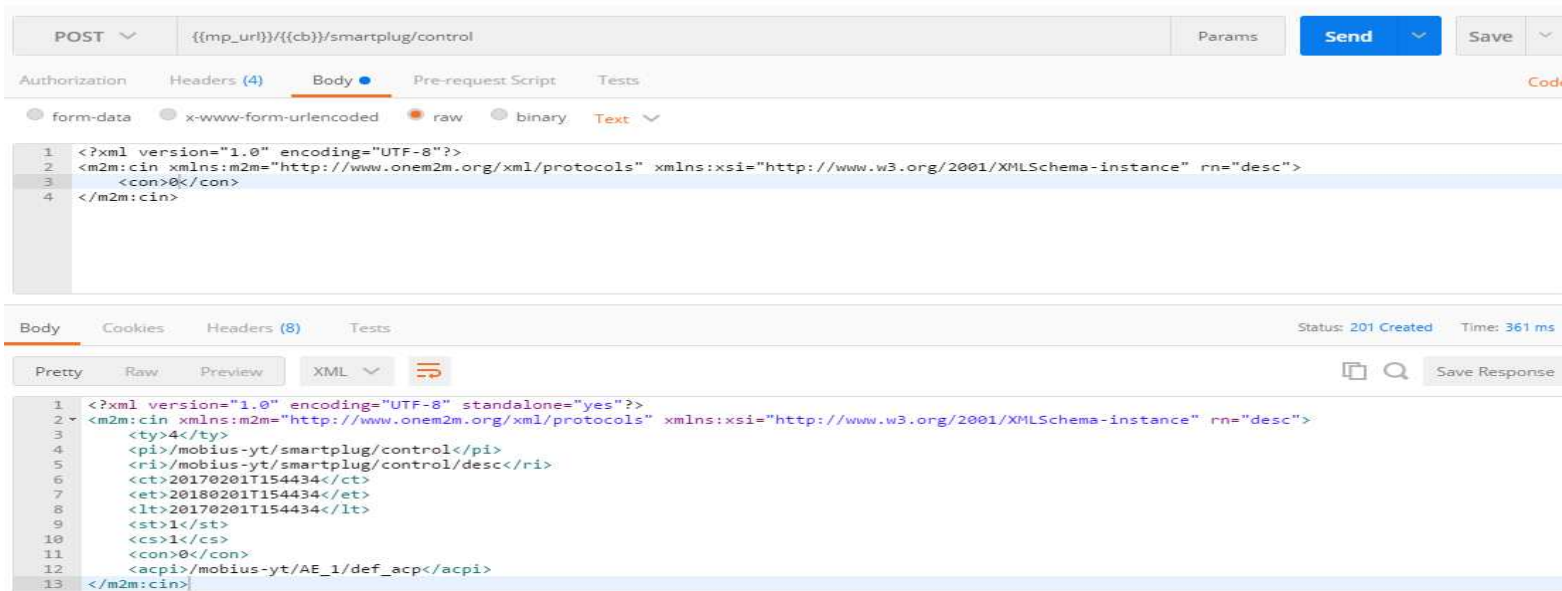 POST {{mp_url}}/{{cb}}/smartplug/control Params Send Save
Authorization Headers (4) Body Pre-request Script Tests Code
form-data x-www-form-urlencoded raw binary Text
1 <?xml version="1.0" encoding="UTF-8"?>
2 <m2m:cin xmlns:m2m="http://www.onem2m.org/xml/protocols" xmlns:xsi="http://www.w3.org/2001/XMLSchema-instance" rn="desc">
3 <con>0</con>
4 </m2m:cin>
Body Cookies Headers (8) Tests Status: 201 Created Time: 361 ms
Pretty Raw Preview XML Save Response
1 <?xml version="1.0" encoding="UTF-8" standalone="yes"?>
2 <m2m:cin xmlns:m2m="http://www.onem2m.org/xml/protocols" xmlns:xsi="http://www.w3.org/2001/XMLSchema-instance" rn="desc">
3 <ty>4</ty>
4 <pi>/mobius-yt/smartplug/control</pi>
5 <ri>/mobius-yt/smartplug/control/desc</ri>
6 <ct>20170201T154434</ct>
7 <et>20180201T154434</et>
8 <lt>20170201T154434</lt>
9 <st>1</st>
10 <cs>1</cs>
11 <con>0</con>
12 <acpi>/mobius-yt/AE_1/def_acp</acpi>
13 </m2m:cin>